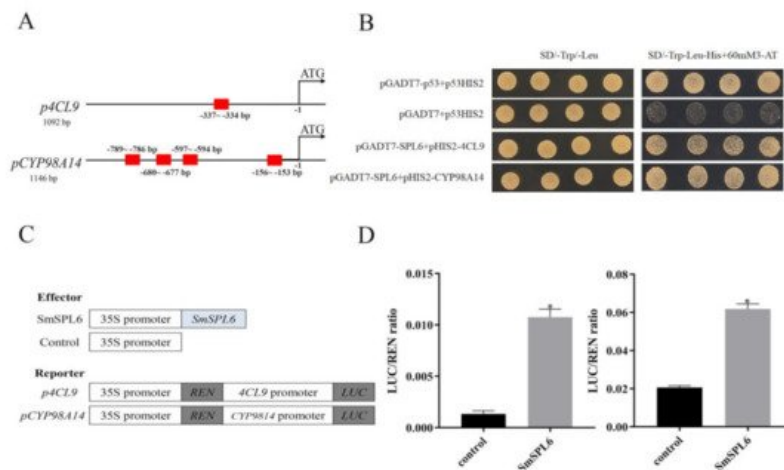 A
ATG
p4CL9
1092 bp
-337~ -334 bp
-1
ATG
-789~ -786 bp
-597~ -594 bp
pCYP98A14
1146 bp
-680~ -677 bp
-156~ -153 bp
-1
B
SD/-Trp/-Leu
SD/-Trp-Leu-His+60mM3-AT
pGADT7-p53+p53HIS2
pGADT7+p53HIS2
pGADT7-SPL6+pHIS2-4CL9
pGADT7-SPL6+pHIS2-CYP98A14
C
Effector
SmSPL6 35S promoter SmSPL6
Control 35S promoter
Reporter
p4CL9 35S promoter REN 4CL9 promoter LUC
pCYP98A14 35S promoter REN CYP9814 promoter LUC
D
LUC/REN ratio
0.015
0.010
0.005
0.000
*
control
SmSPL6
LUC/REN ratio
0.08
0.06
0.04
0.02
0.00
*
control
SmSPL6